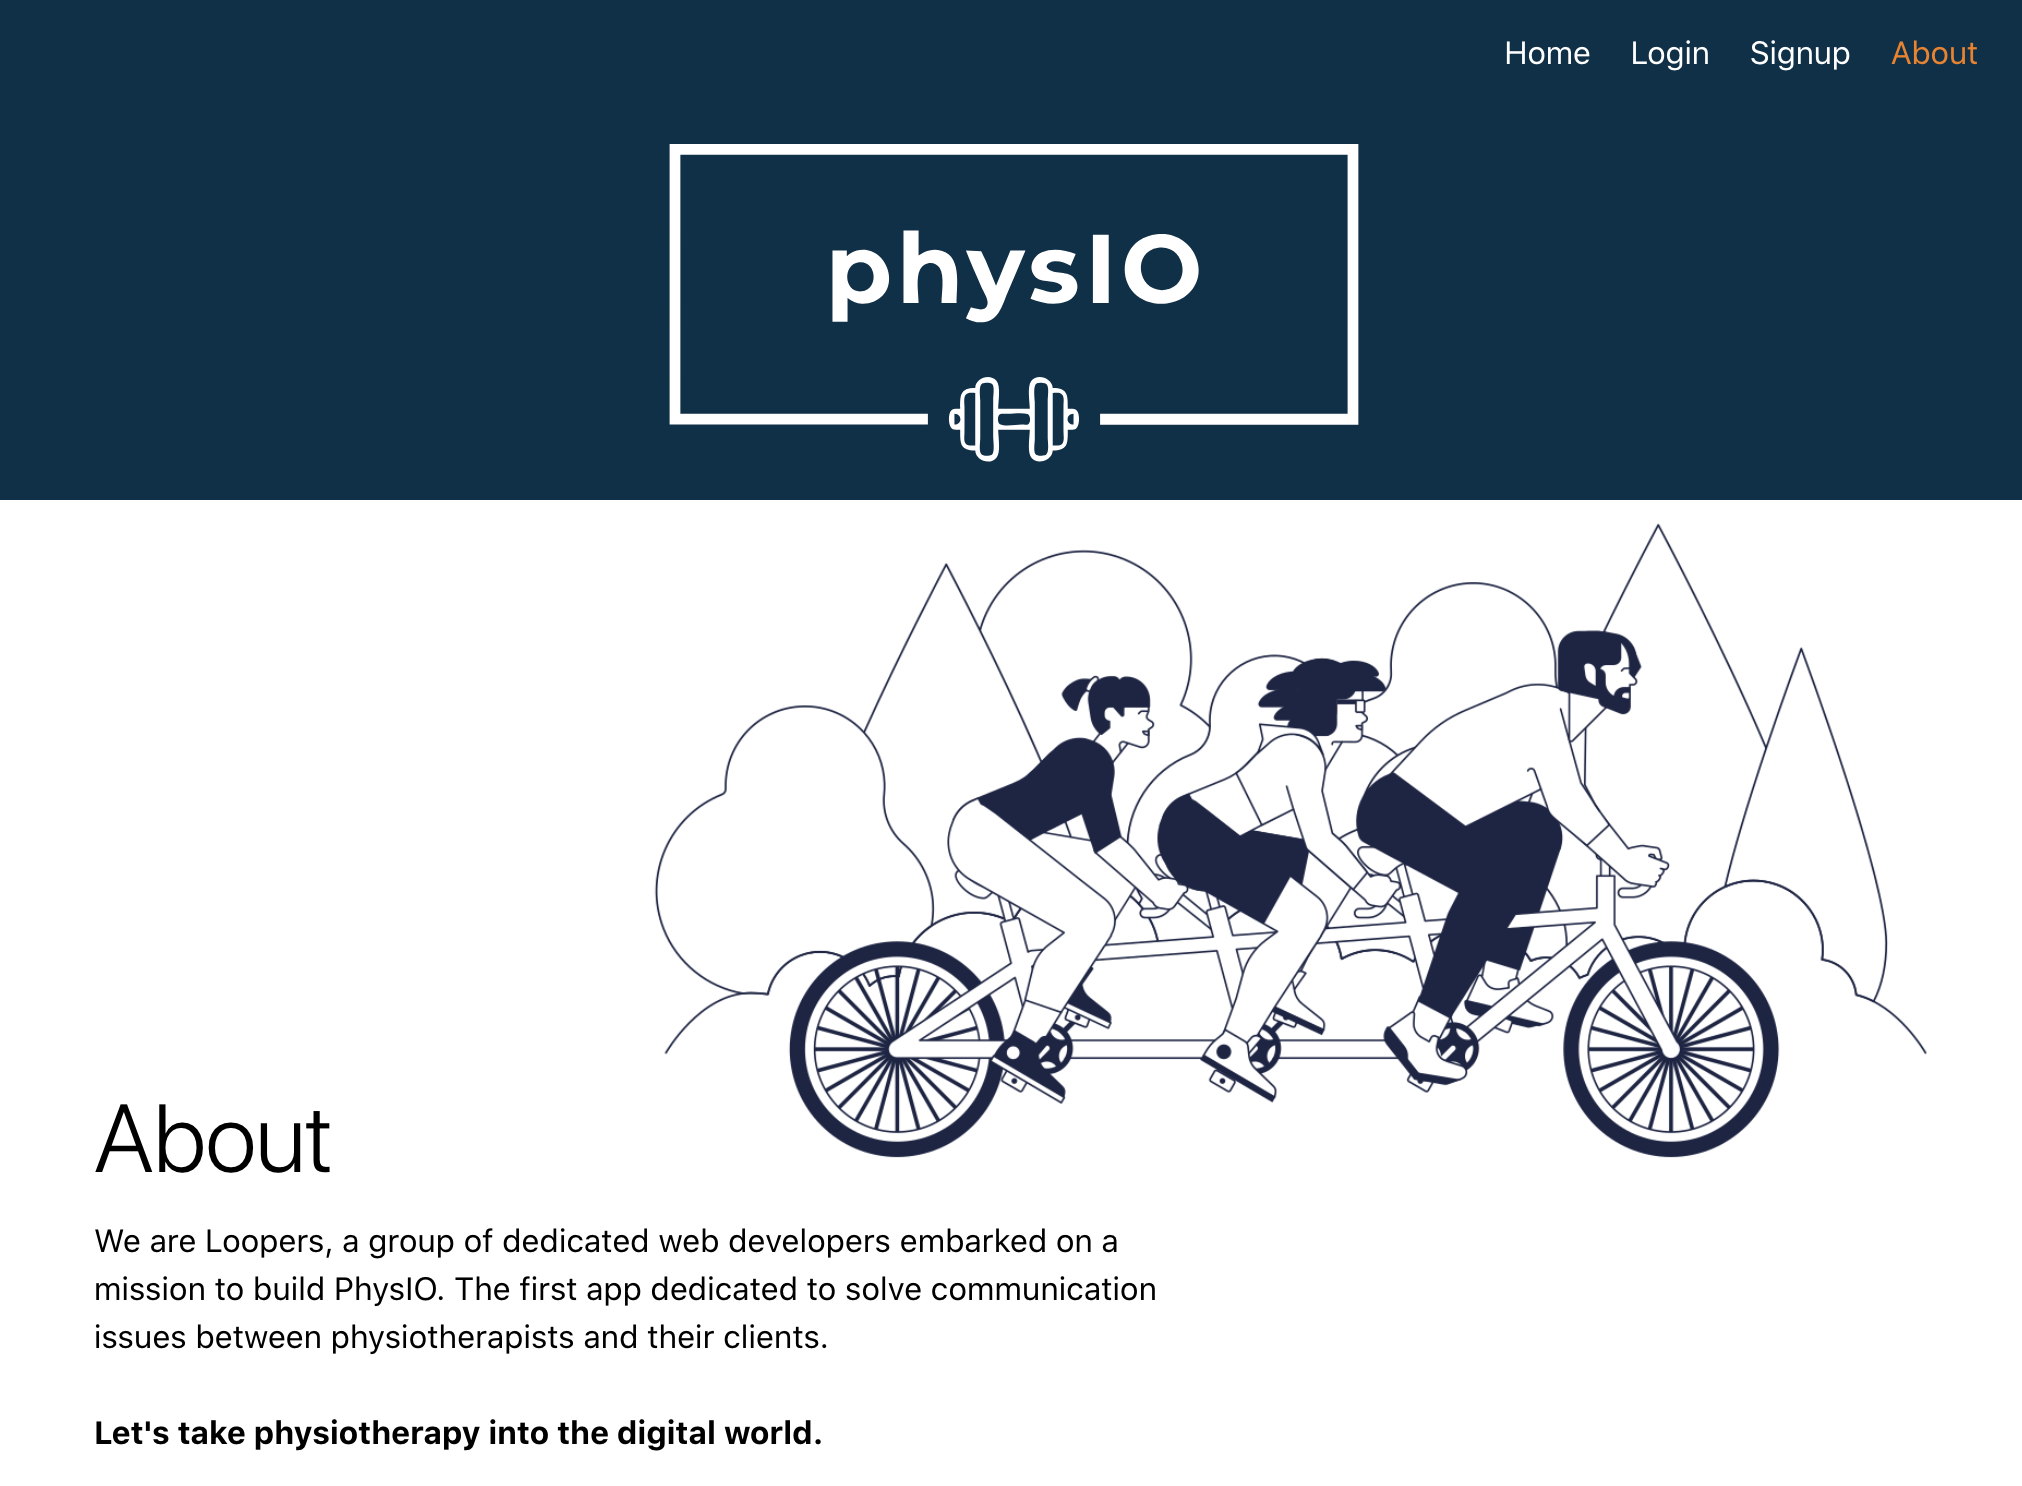 Home Login Signup About
physIO
About
We are Loopers, a group of dedicated web developers embarked on a
mission to build PhysIO. The first app dedicated to solve communication
issues between physiotherapists and their clients.
Let's take physiotherapy into the digital world.